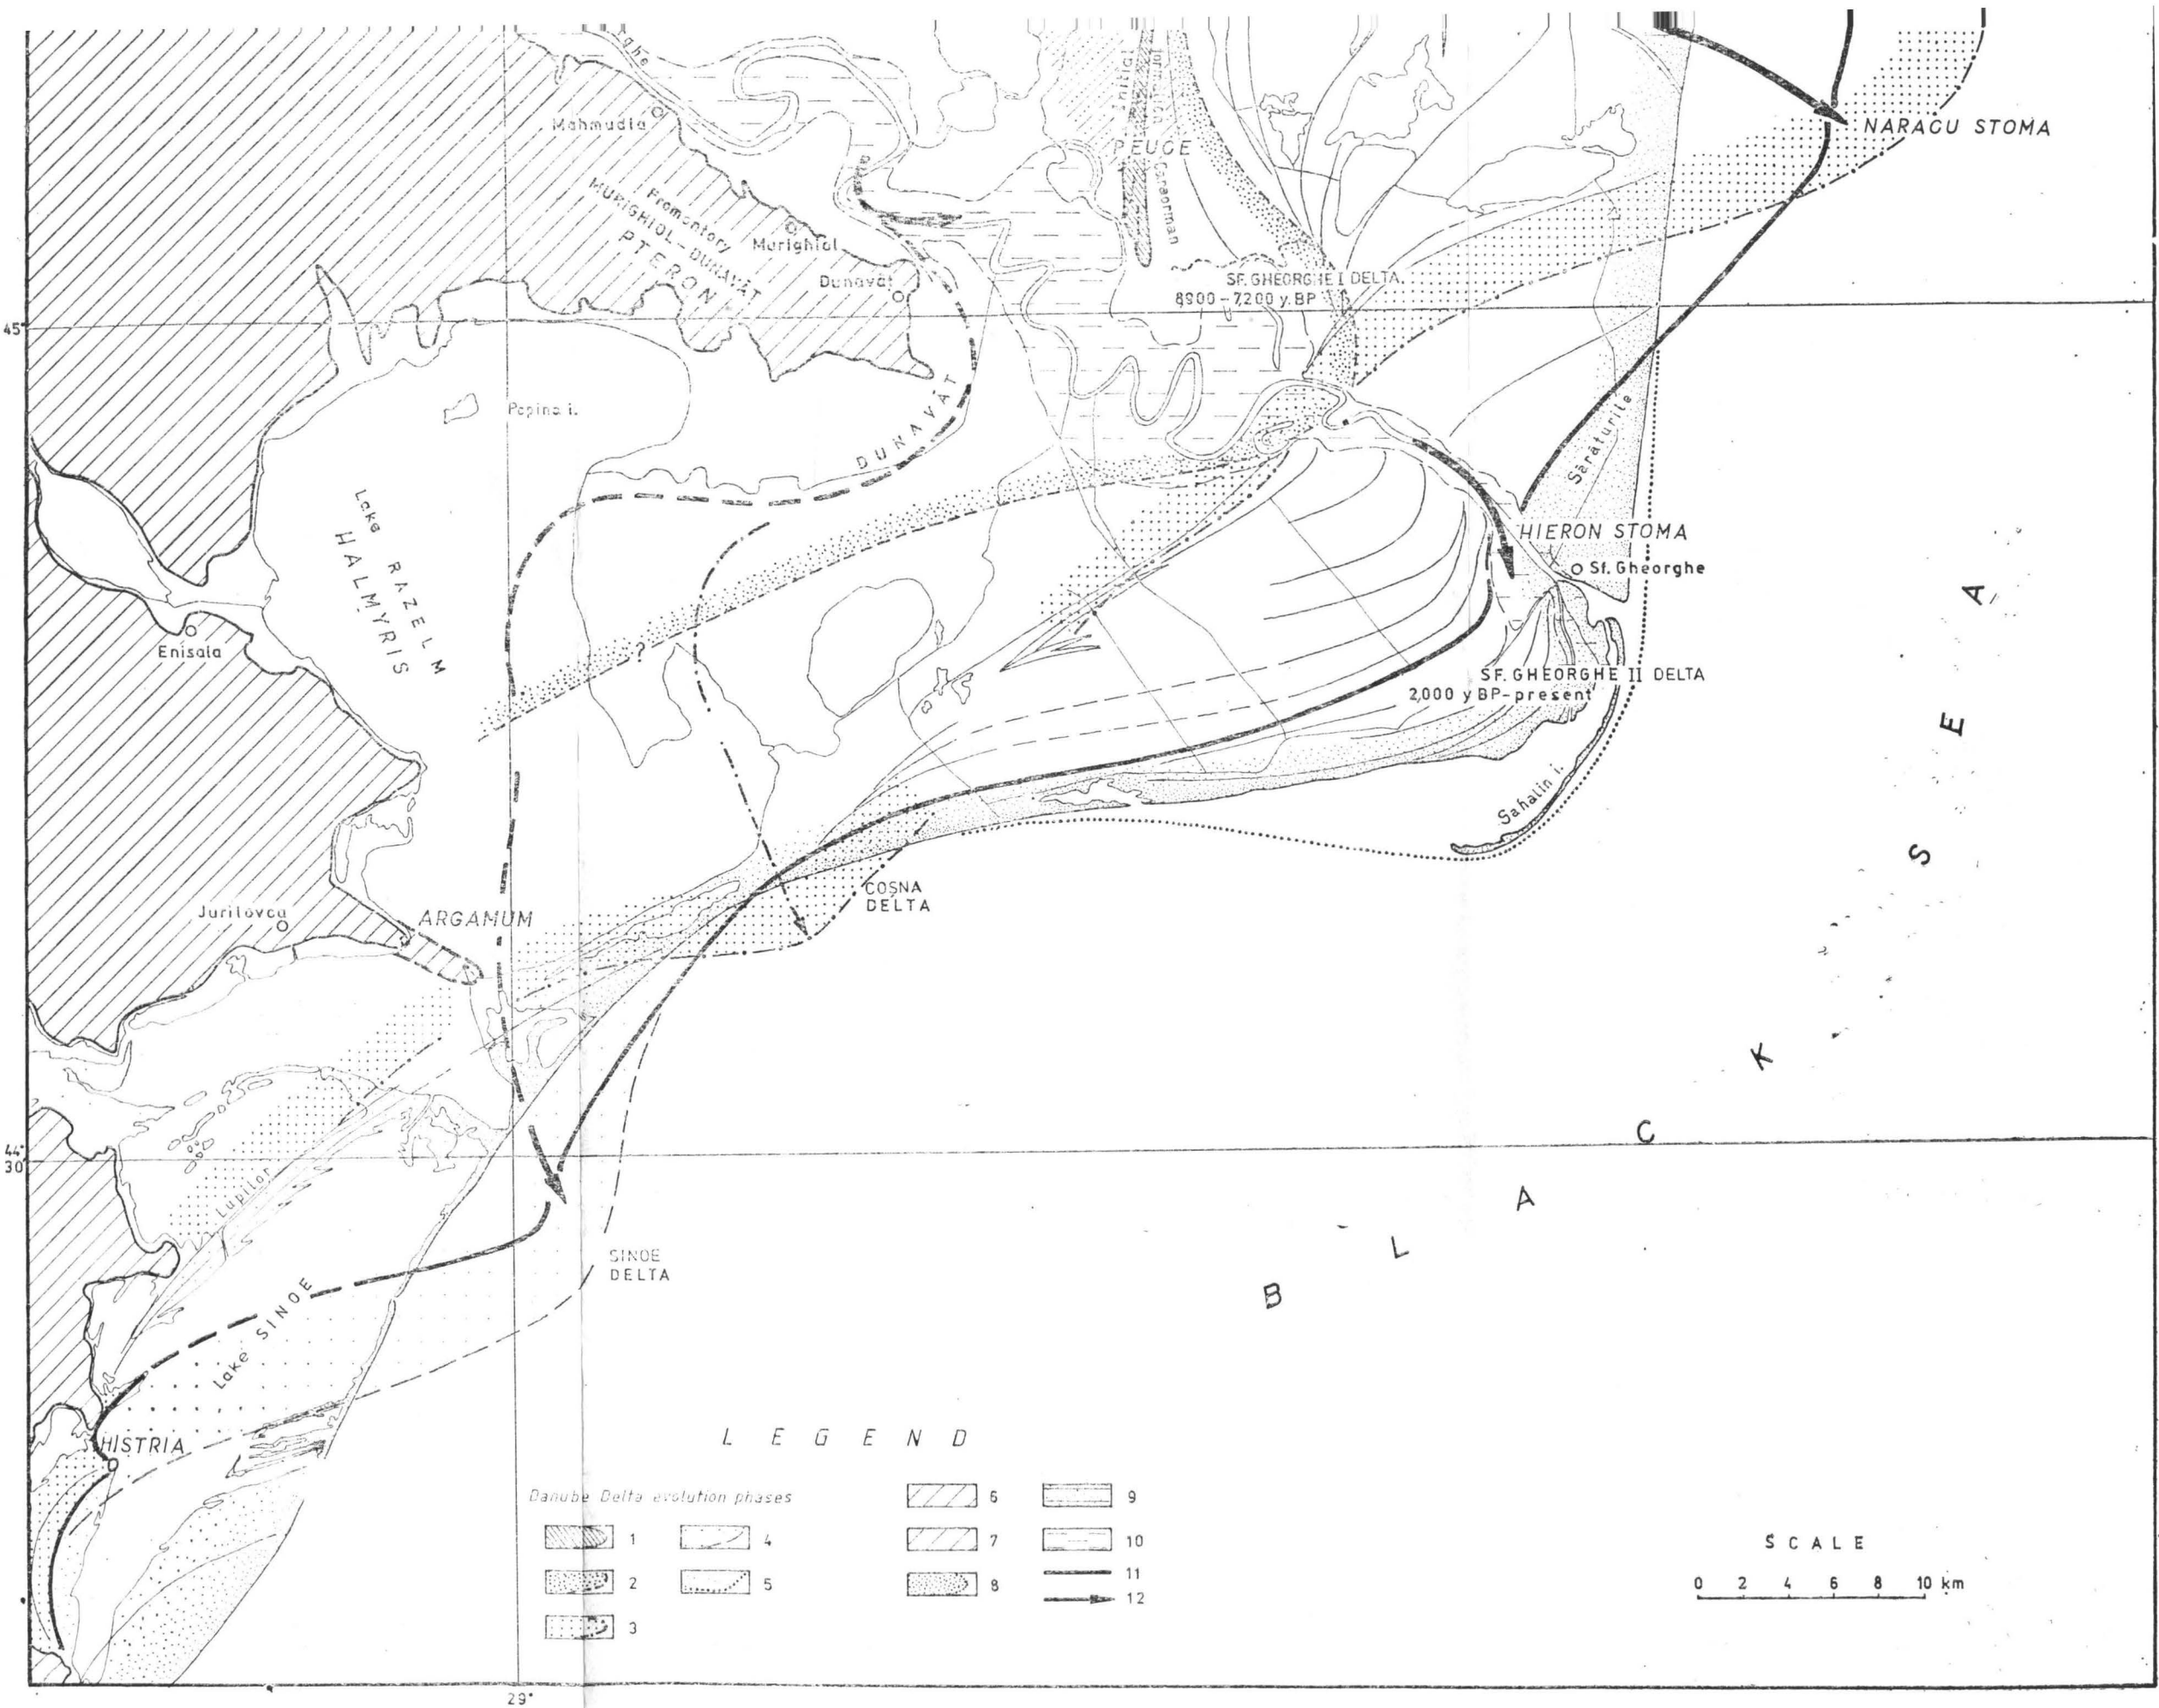 Mahmudia
NARACU STOMA
PEUCE
Caraorman
Promontory
MURIGHIOL-DUNAVĂT
PTERON
Murighiol
Dunavăt
SF. GHEORGHE I DELTA
8900-7200 y. BP
45°
Popina i.
DUNAVĂT
Sărăturile
Lake RAZELM
HALMYRIS
HIERON STOMA
Sf. Gheorghe
Enisala
SF. GHEORGHE II DELTA
2,000 y BP-present
?
Sahalin i.
COSNA
DELTA
Jurilovca
ARGAMUM
44°
30'
Lupilor
SINOE
DELTA
Lake SINOE
HISTRIA
BLACK SEA
LEGEND
Danube Delta evolution phases
1
2
3
4
5
6
7
8
9
10
11
12
SCALE
0 2 4 6 8 10 km
29°